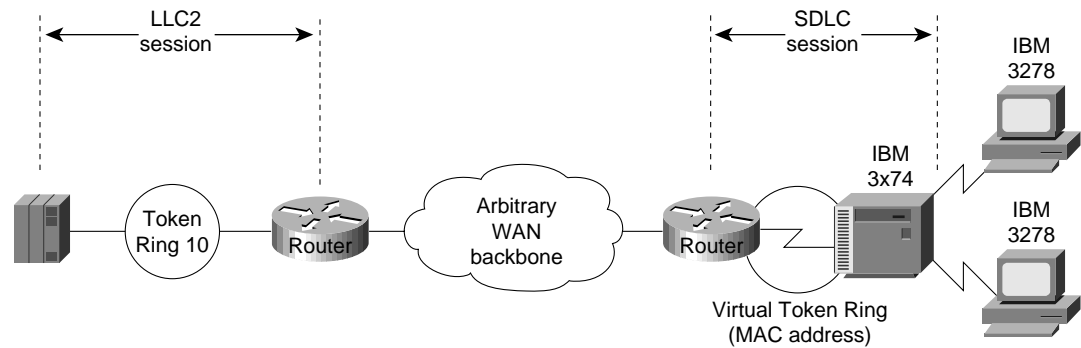 LLC2
session
SDLC
session
IBM
3278
IBM
3x74
Token
Ring 10
Router
Arbitrary
WAN
backbone
Router
IBM
3278
Virtual Token Ring
(MAC address)